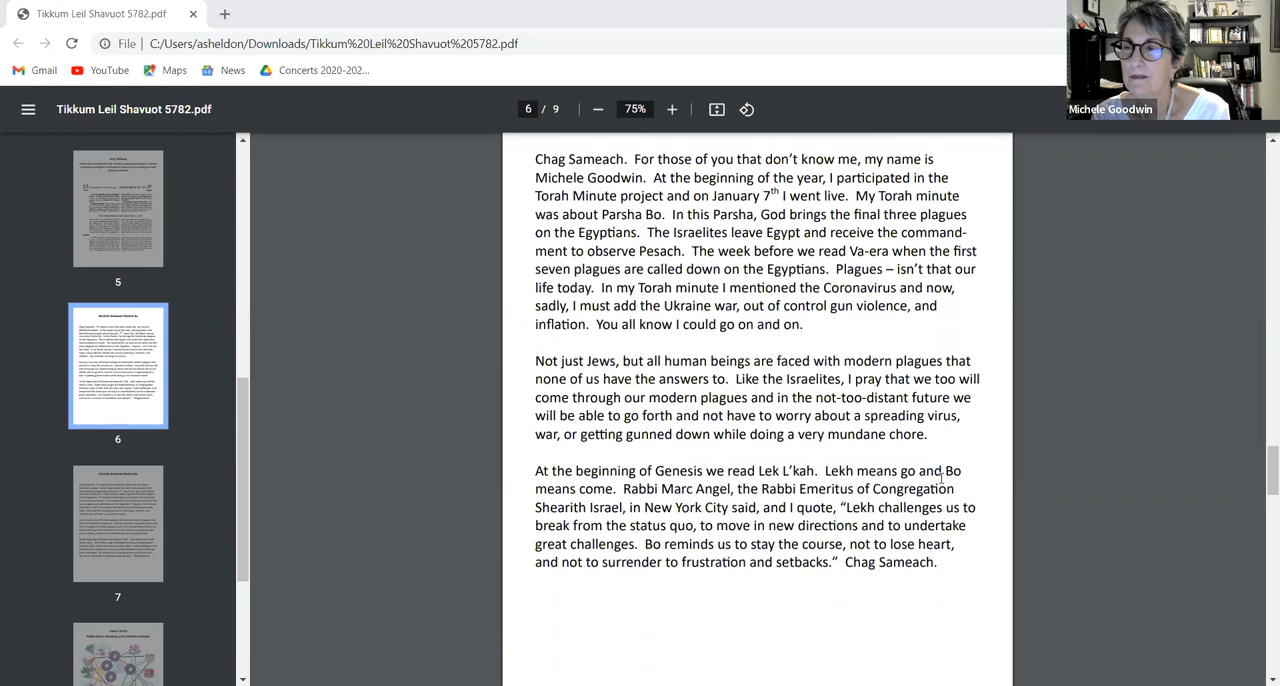 Tikkum Leil Shavuot 5782.pdf
File
C:/Users/asheldon/Downloads/Tikkum%20Leil%20Shavuot%205782.pdf
Gmail YouTube Maps News Concerts 2020-202...
Michele Goodwin
Tikkum Leil Shavuot 5782.pdf
6 / 9
75%
Chag Sameach. For those of you that don't know me, my name is
Michele Goodwin. At the beginning of the year, I participated in the
Torah Minute project and on January 7th I went live. My Torah minute
was about Parsha Bo. In this Parsha, God brings the final three plagues
on the Egyptians. The Israelites leave Egypt and receive the command-
ment to observe Pesach. The week before we read Va-era when the first
seven plagues are called down on the Egyptians. Plagues – isn't that our
life today. In my Torah minute I mentioned the Coronavirus and now,
sadly, I must add the Ukraine war, out of control gun violence, and
inflation. You all know I could go on and on.
Not just Jews, but all human beings are faced with modern plagues that
none of us have the answers to. Like the Israelites, I pray that we too will
come through our modern plagues and in the not-too-distant future we
will be able to go forth and not have to worry about a spreading virus,
war, or getting gunned down while doing a very mundane chore.
At the beginning of Genesis we read Lek L'kah. Lekh means go and Bo
means come. Rabbi Marc Angel, the Rabbi Emeritus of Congregation
Shearith Israel, in New York City said, and I quote, "Lekh challenges us to
break from the status quo, to move in new directions and to undertake
great challenges. Bo reminds us to stay the course-not to lose heart,
and not to surrender to frustration and setbacks." Chag Sameach.
5
6
7